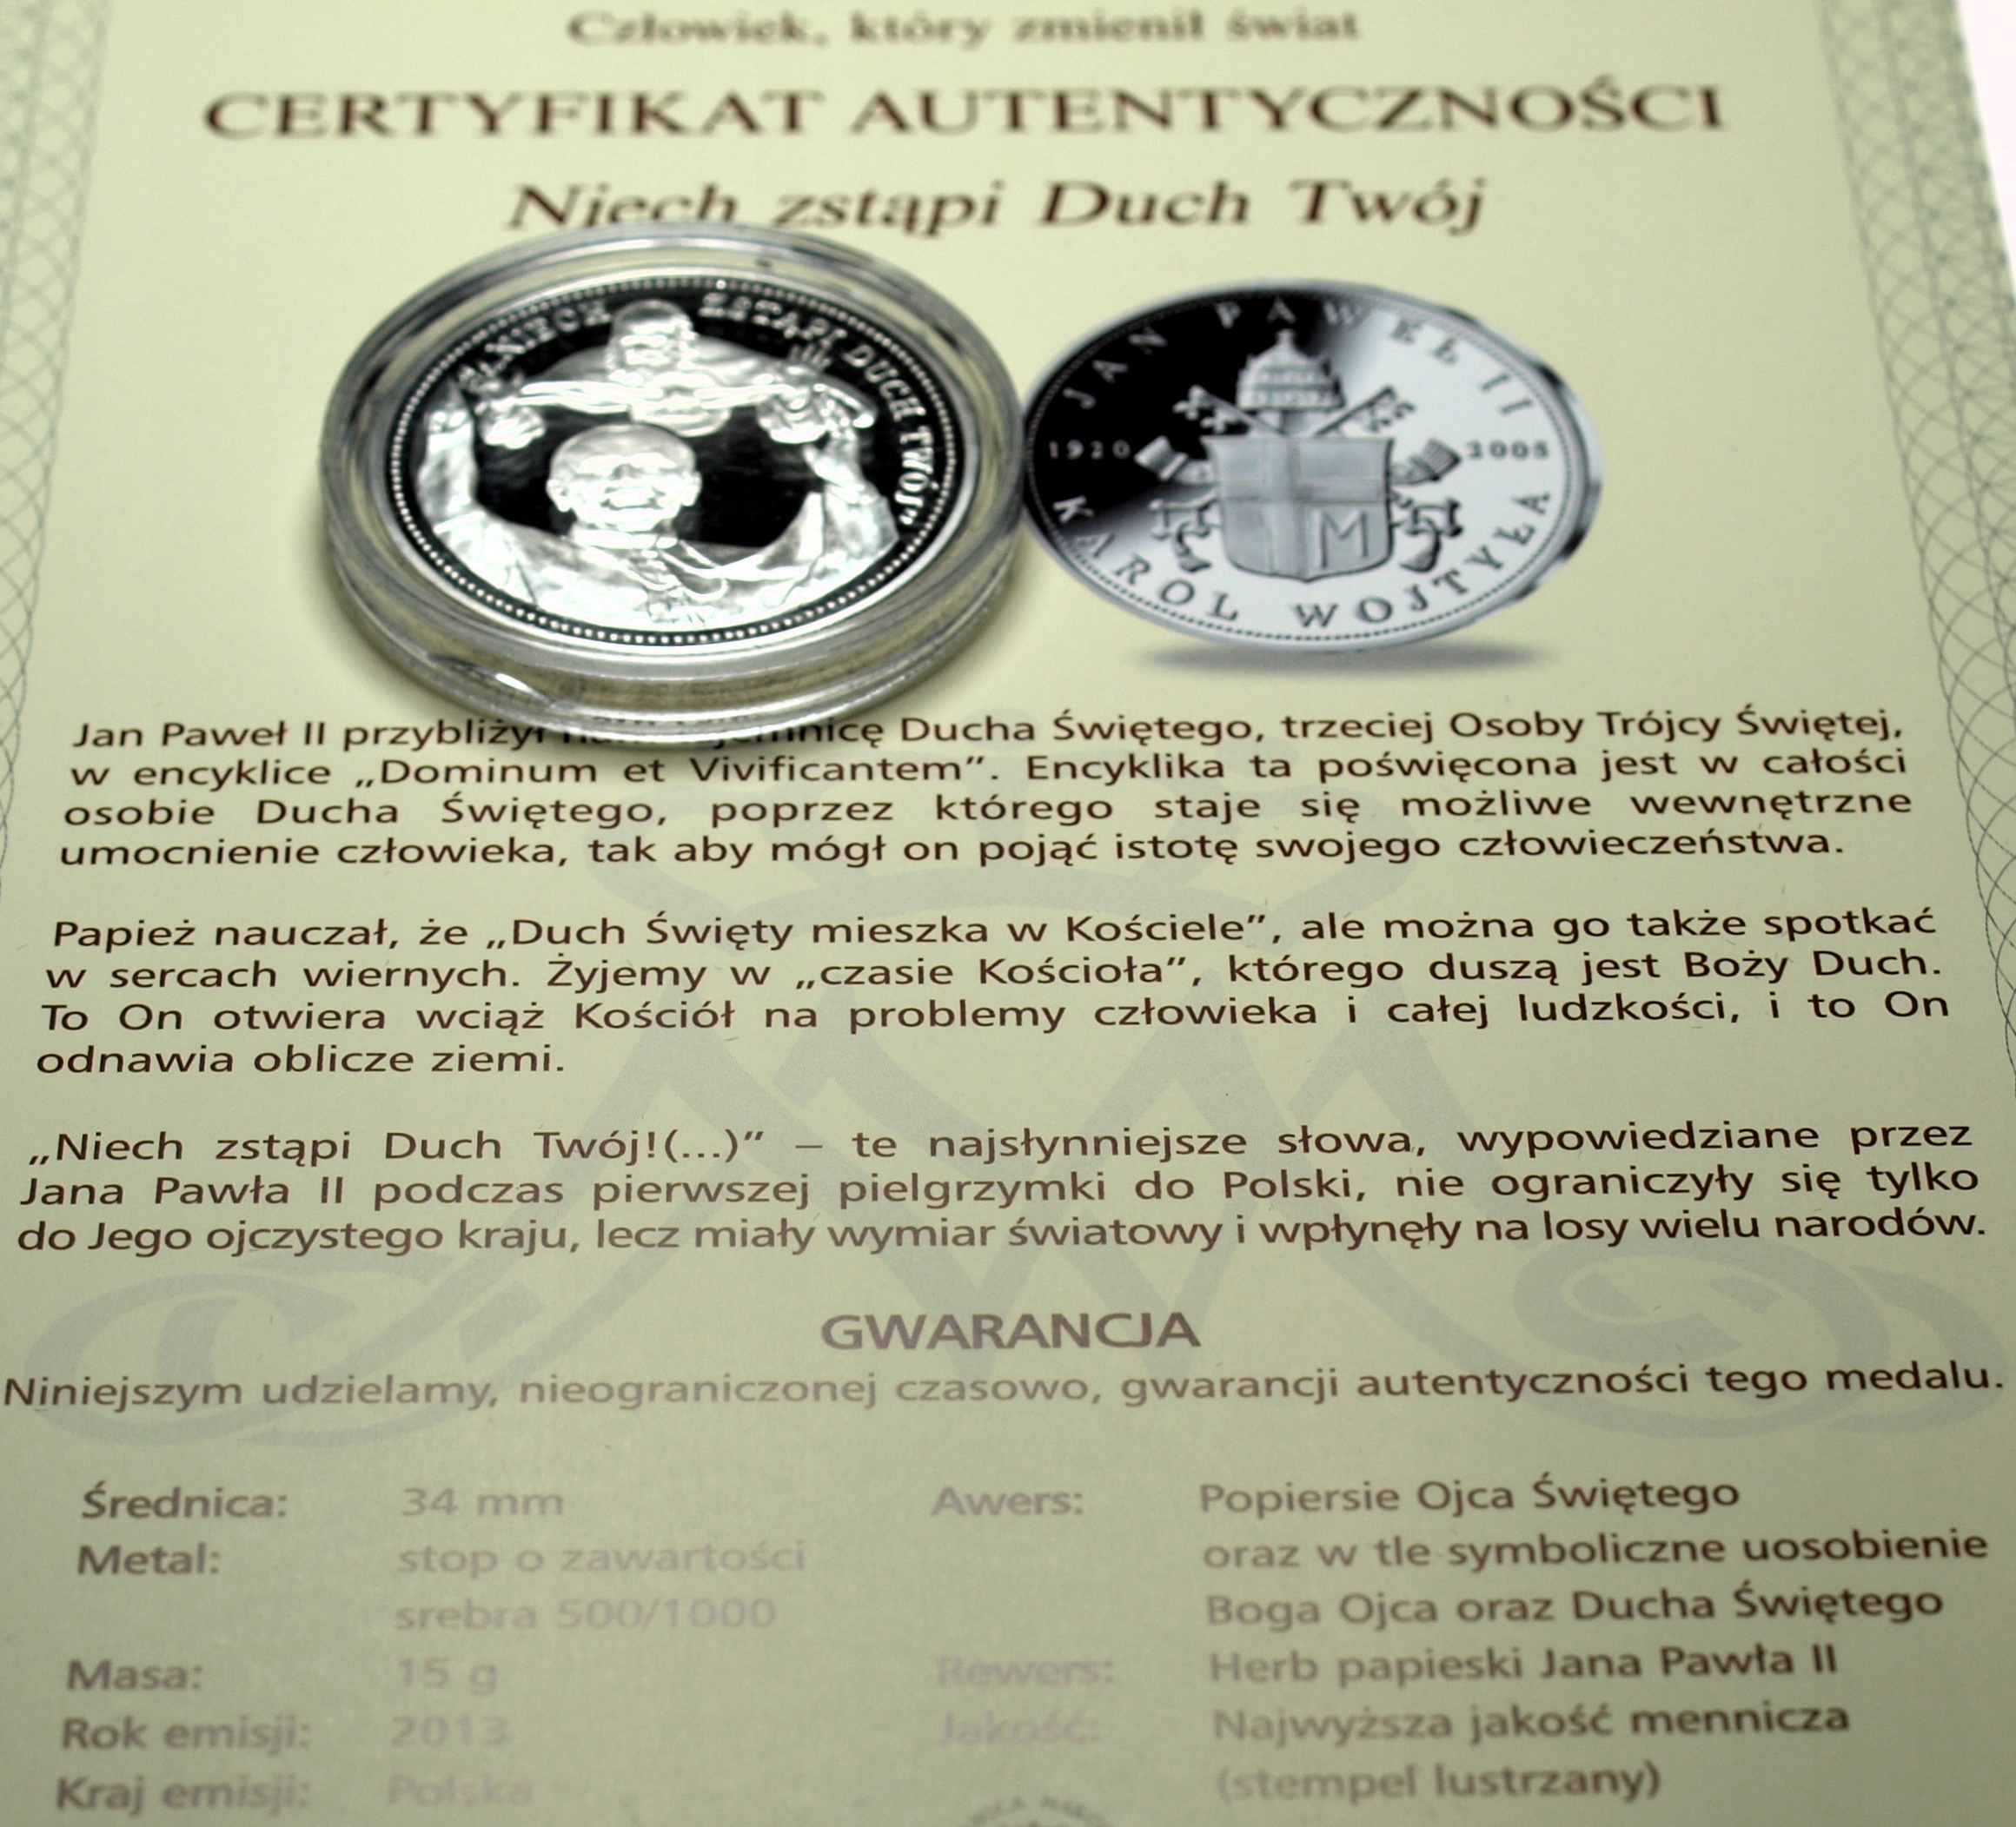 Człowiek, który zmienił świat
CERTYFIKAT AUTENTYCZNOŚCI
Niech zstąpi Duch Twój
„NIECH ZSTĄPI DUCH TWÓJ„
JAN PAWEŁ II
1920 2005
M
KAROL WOJTYŁA
Jan Paweł II przybliżył Ducha Świętego, trzeciej Osoby Trójcy Świętej,
w encyklice „Dominum et Vivificantem”. Encyklika ta poświęcona jest w całości
osobie Ducha Świętego, poprzez którego staje się możliwe wewnętrzne
umocnienie człowieka, tak aby mógł on pojąć istotę swojego człowieczeństwa.
Papież nauczał, że „Duch Święty mieszka w Kościele”, ale można go także spotkać
w sercach wiernych. Żyjemy w „czasie Kościoła”, którego duszą jest Boży Duch.
To On otwiera wciąż Kościół na problemy człowieka i całej ludzkości, i to On
odnawia oblicze ziemi.
„Niech zstąpi Duch Twój!(...)” – te najsłynniejsze słowa, wypowiedziane przez
Jana Pawła II podczas pierwszej pielgrzymki do Polski, nie ograniczyły się tylko
do Jego ojczystego kraju, lecz miały wymiar światowy i wpłynęły na losy wielu narodów.
GWARANCJA
Niniejszym udzielamy, nieograniczonej czasowo, gwarancji autentyczności tego medalu.
Średnica: 34 mm
Metal: stop o zawartości
srebra 500/1000
Masa: 15 g
Rok emisji: 2013
Kraj emisji: Polska
Awers: Popiersie Ojca Świętego
oraz w tle symboliczne uosobienie
Boga Ojca oraz Ducha Świętego
Rewers: Herb papieski Jana Pawła II
Jakość: Najwyższa jakość mennicza
(stempel lustrzany)